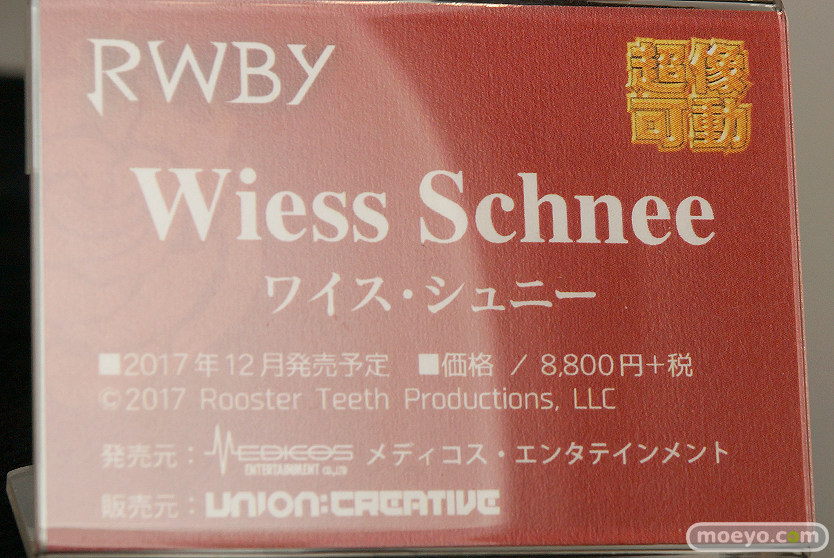 RWBY
超像
可動
Wiess Schnee
ワイス・シュニー
■2017年12月発売予定 ■価格 / 8,800円+税
©2017 Rooster Teeth Productions, LLC
発売元：MEDICOS ENTERTAINMENT CO.,LTD メディコス・エンタテインメント
販売元：UNION:CREATIVE
moeyo.com